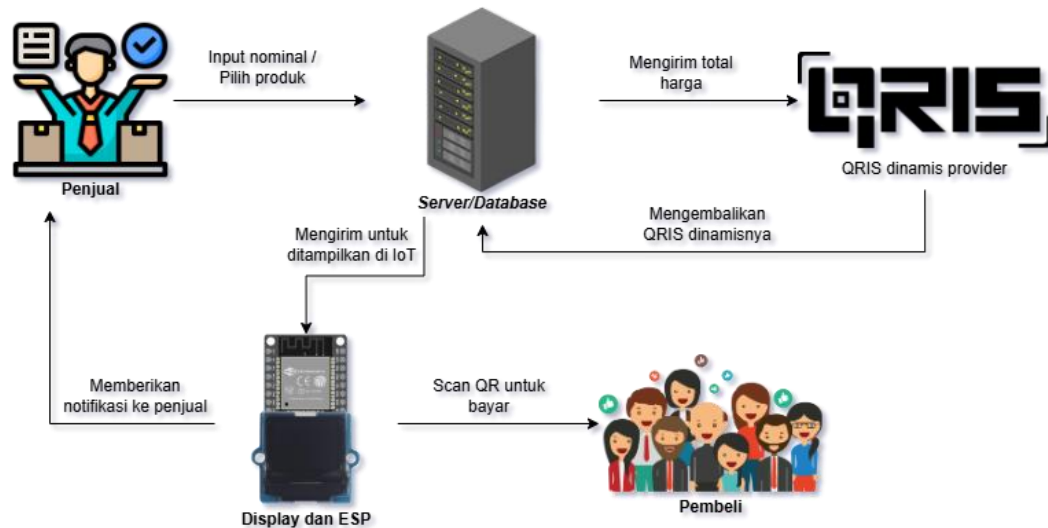 Input nominal /
Pilih produk
Mengirim total
harga
QRIS
Penjual
Server/Database
QRIS dinamis provider
Mengirim untuk
ditampilkan di IoT
Mengembalikan
QRIS dinamisnya
Memberikan
notifikasi ke penjual
Scan QR untuk
bayar
Display dan ESP
Pembeli